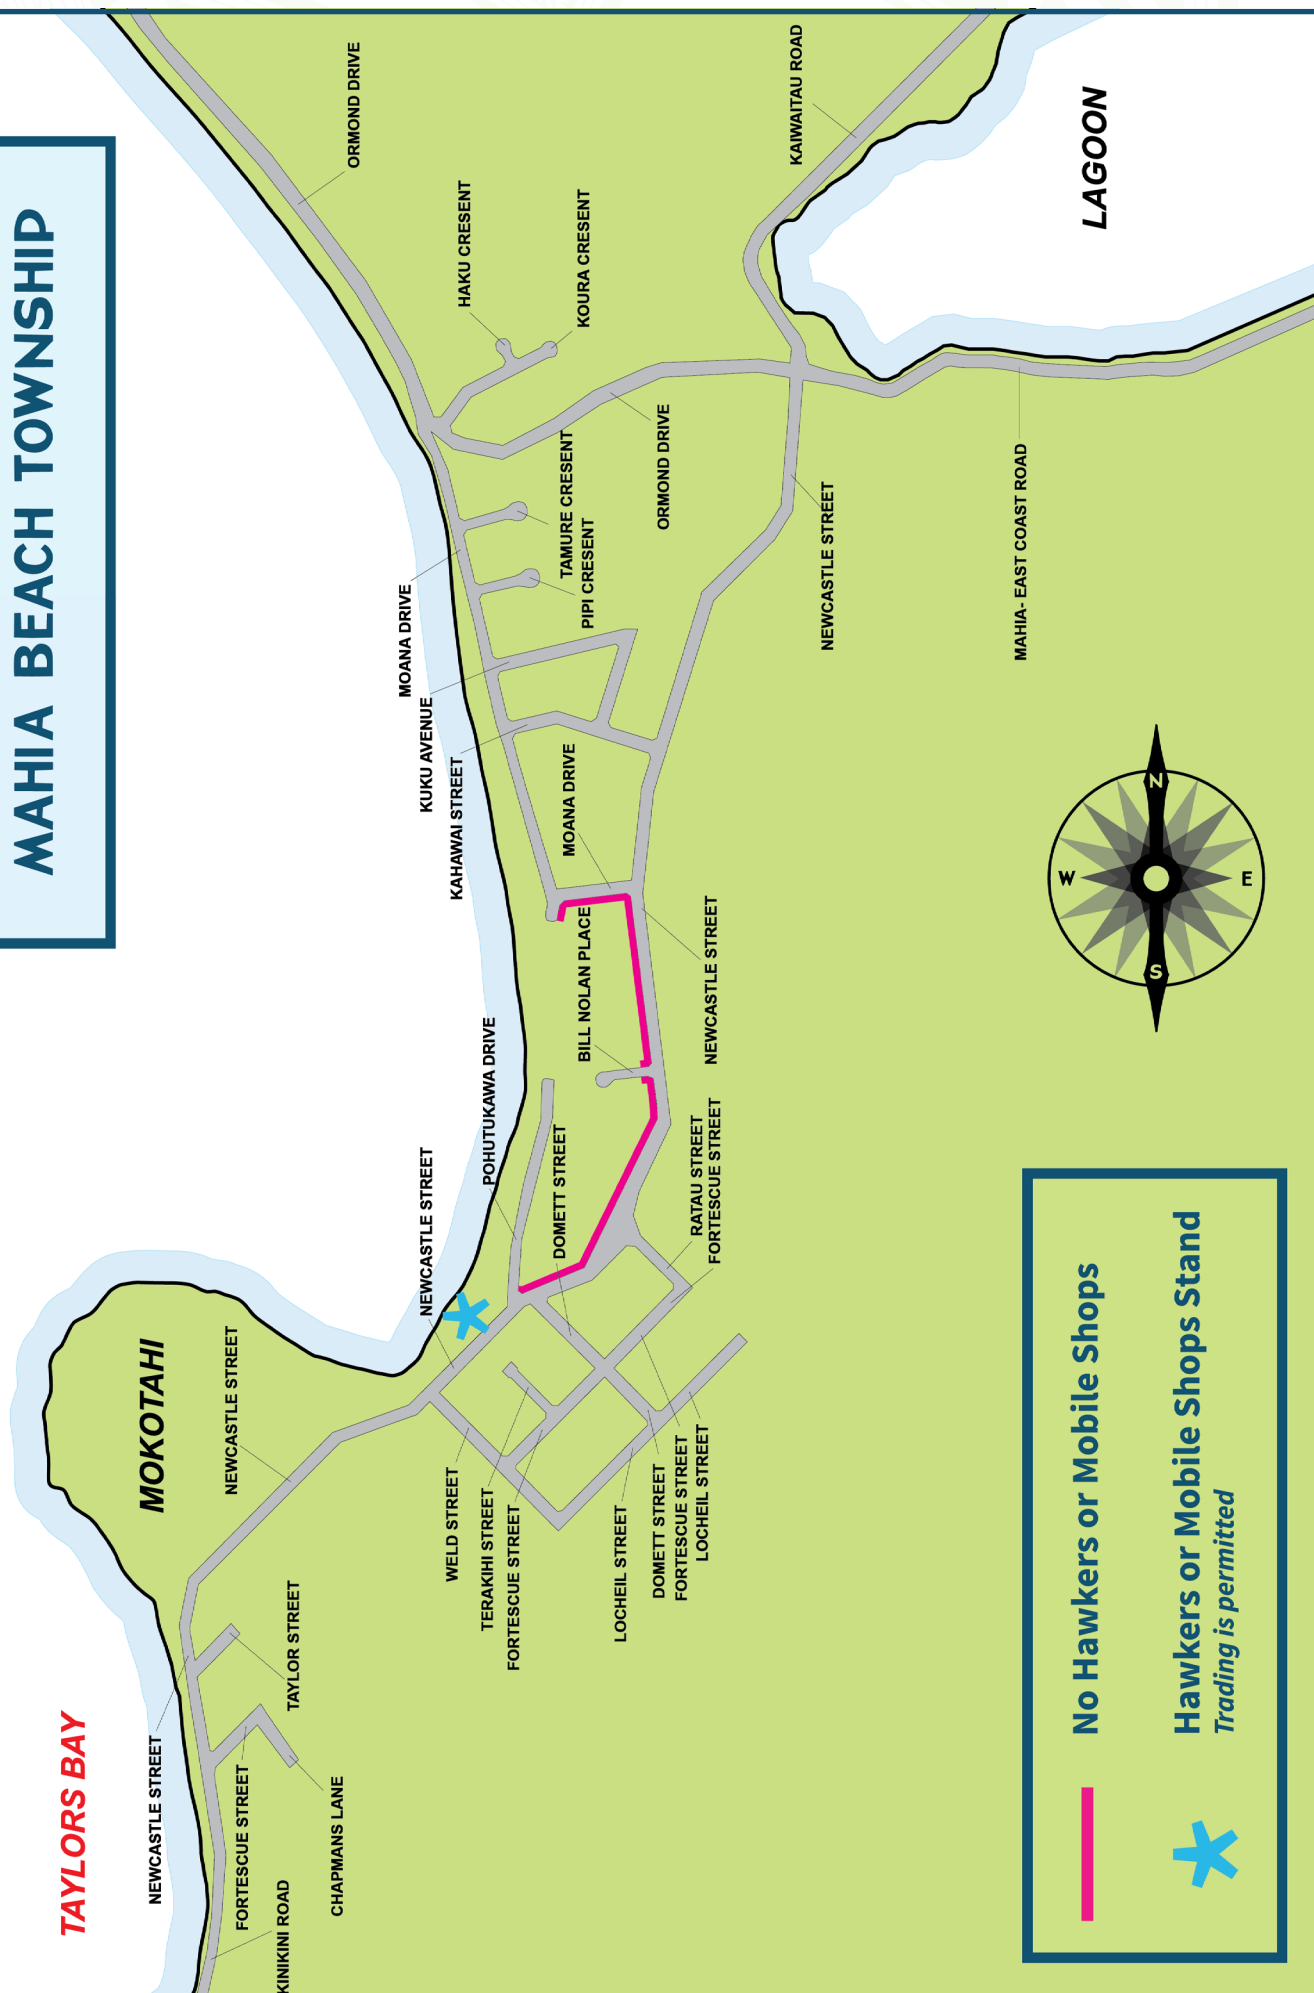 MAHIA BEACH TOWNSHIP
ORMOND DRIVE
KAIWAITAU ROAD
LAGOON
HAKU CRESENT
KOURA CRESENT
ORMOND DRIVE
TAMURE CRESENT
PIPI CRESENT
NEWCASTLE STREET
MAHIA- EAST COAST ROAD
MOANA DRIVE
KUKU AVENUE
KAHAWAI STREET
MOANA DRIVE
BILL NOLAN PLACE
NEWCASTLE STREET
POHUTUKAWA DRIVE
DOMETT STREET
RATAU STREET
FORTESCUE STREET
NEWCASTLE STREET
MOKOTAHI
NEWCASTLE STREET
WELD STREET
TERAKIHI STREET
FORTESCUE STREET
LOCHEIL STREET
DOMETT STREET
FORTESCUE STREET
LOCHEIL STREET
TAYLOR STREET
TAYLORS BAY
NEWCASTLE STREET
FORTESCUE STREET
CHAPMANS LANE
KINIKINI ROAD
N
W
E
S
No Hawkers or Mobile Shops
Hawkers or Mobile Shops Stand
Trading is permitted